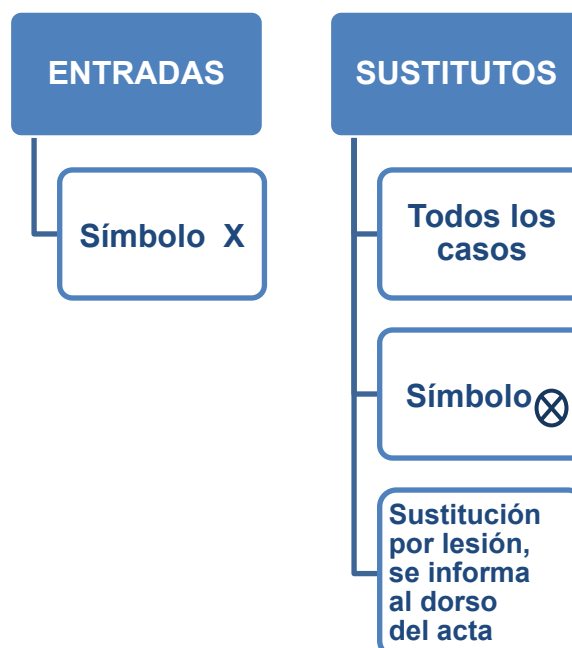 ENTRADAS
Símbolo X
SUSTITUTOS
Todos los
casos
Símbolo ⊗
Sustitución
por lesión,
se informa
al dorso
del acta